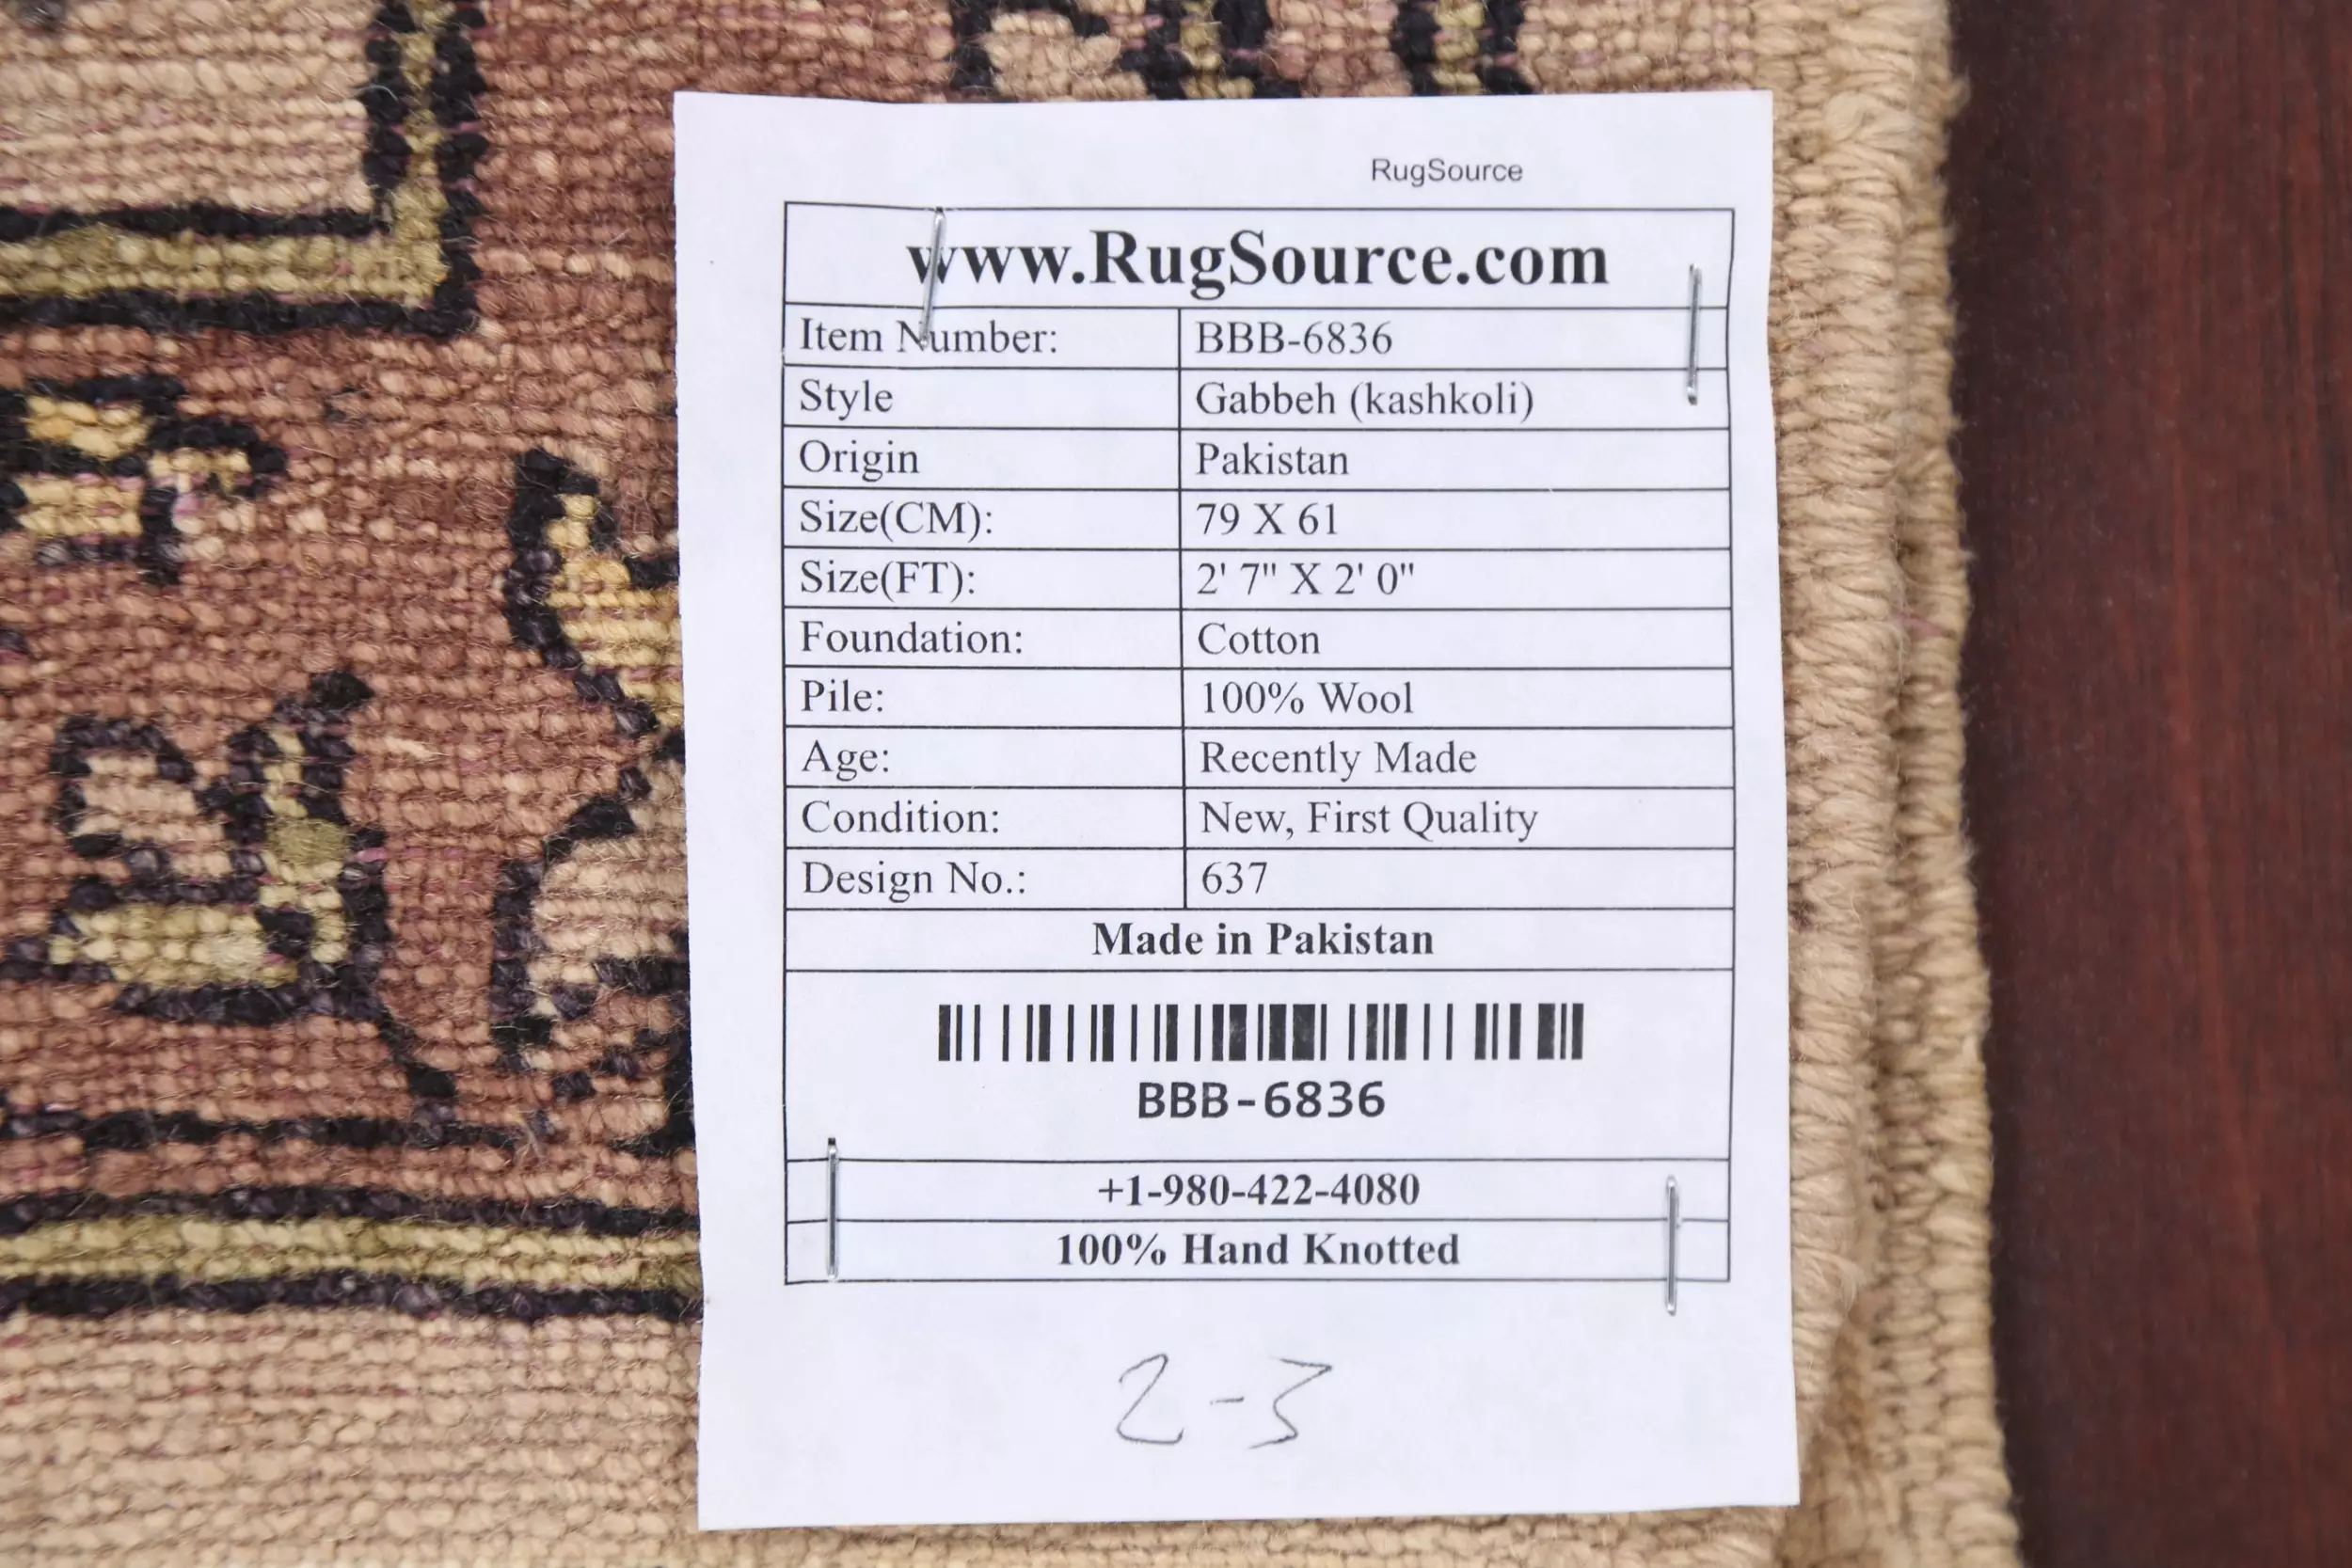 RugSource
www.RugSource.com
Item Number: BBB-6836
Style Gabbeh (kashkoli)
Origin Pakistan
Size(CM): 79 X 61
Size(FT): 2' 7" X 2' 0"
Foundation: Cotton
Pile: 100% Wool
Age: Recently Made
Condition: New, First Quality
Design No.: 637
Made in Pakistan
BBB-6836
+1-980-422-4080
100% Hand Knotted
2-3